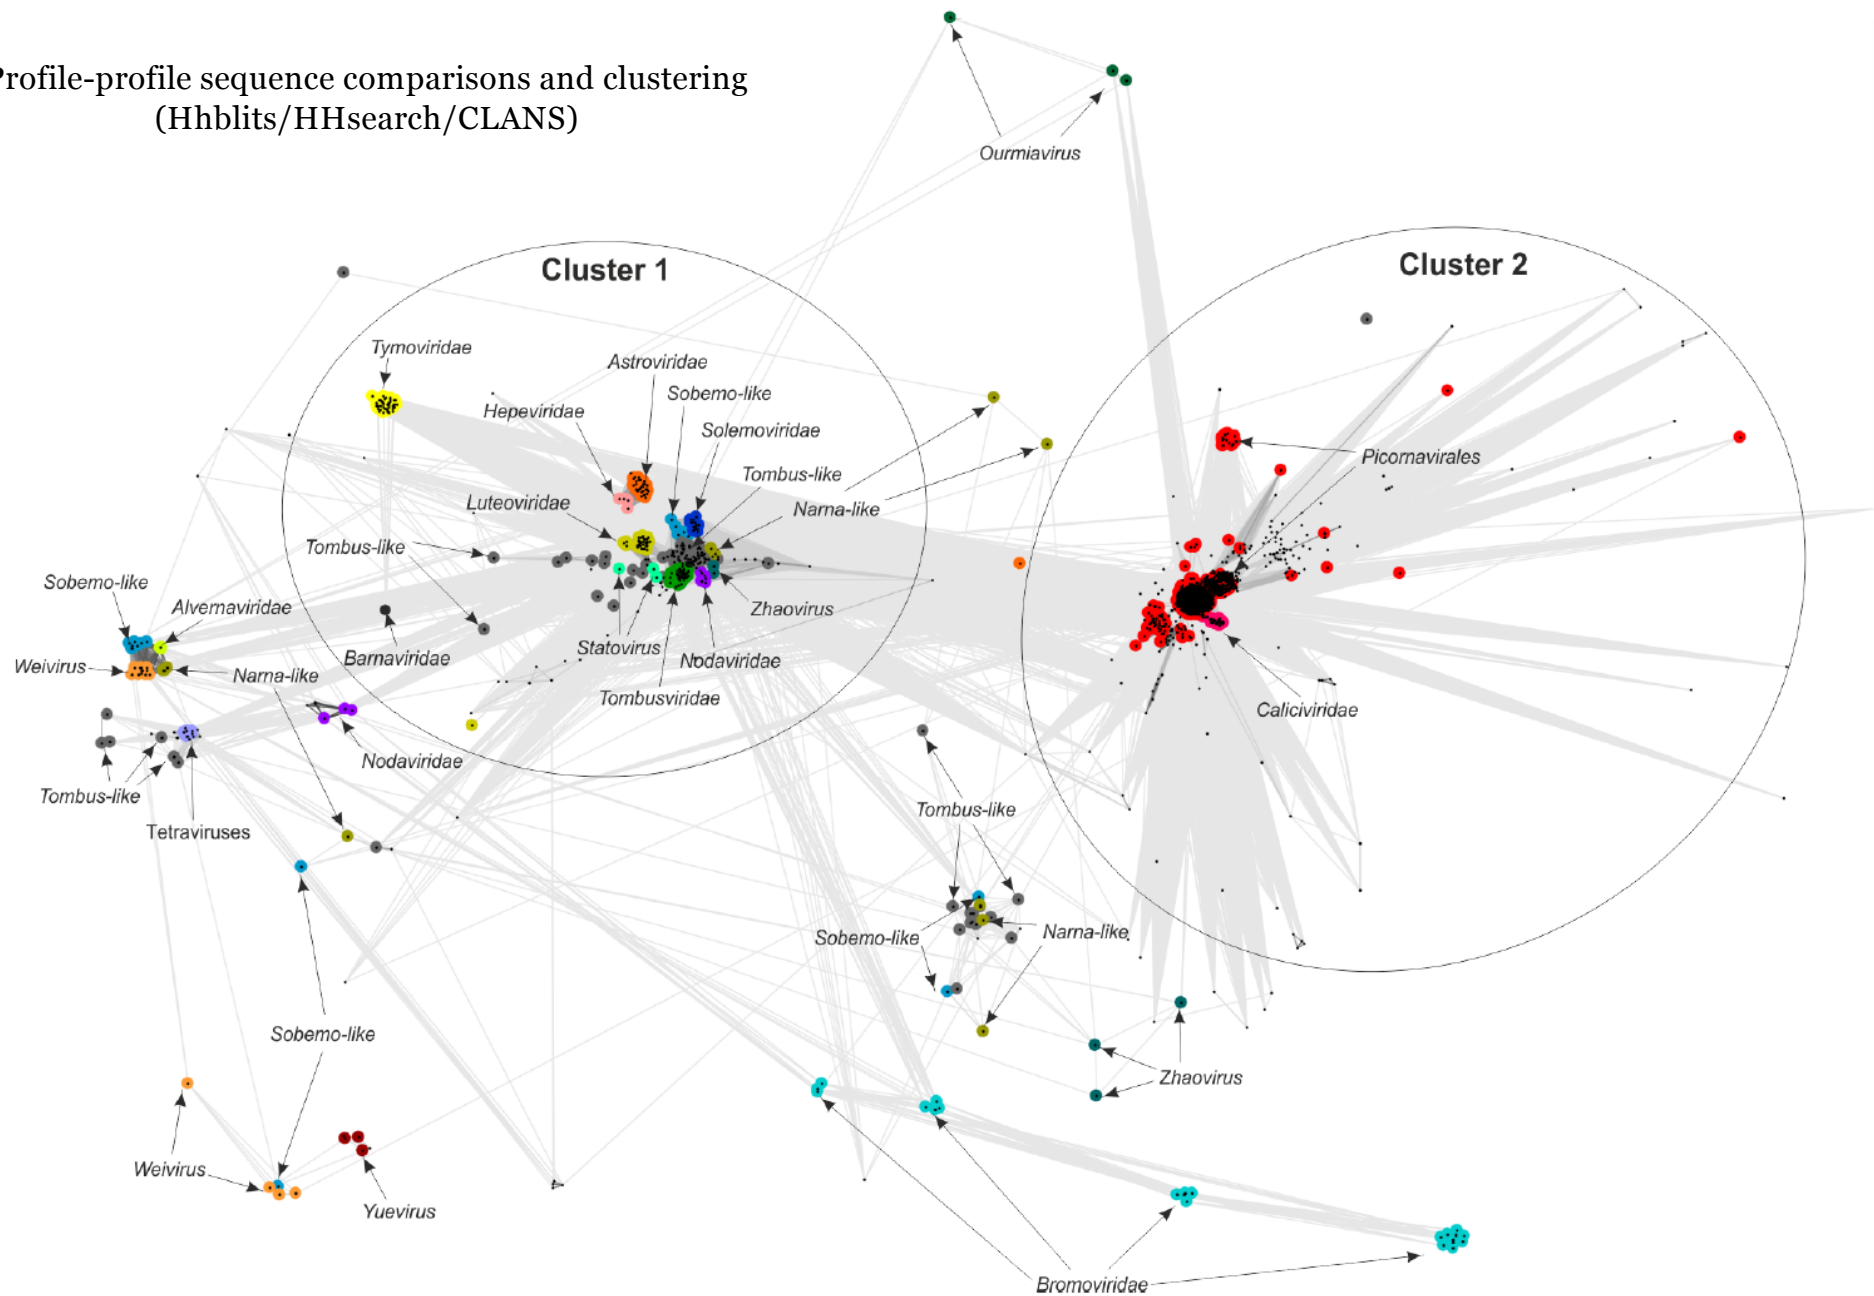 Profile-profile sequence comparisons and clustering
(Hhblits/HHsearch/CLANS)
Ourmiavirus
Cluster 1
Cluster 2
Tymoviridae
Astroviridae
Sobemo-like
Hepeviridae
Solemoviridae
Picornavirales
Tombus-like
Luteoviridae
Narna-like
Tombus-like
Sobemo-like
Alvernaviridae
Zhaovirus
Statovirus
Barnaviridae
Nodaviridae
Weivirus
Narna-like
Tombusviridae
Caliciviridae
Nodaviridae
Tombus-like
Tombus-like
Tetraviruses
Sobemo-like
Narna-like
Sobemo-like
Zhaovirus
Weivirus
Yuevirus
Bromoviridae